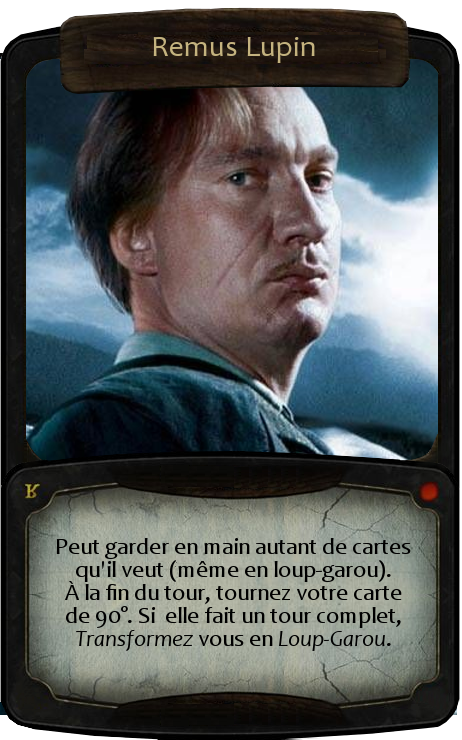 Remus Lupin
Peut garder en main autant de cartes
qu'il veut (même en loup-garou).
À la fin du tour, tournez votre carte
de 90°. Si elle fait un tour complet,
Transformez vous en Loup-Garou.